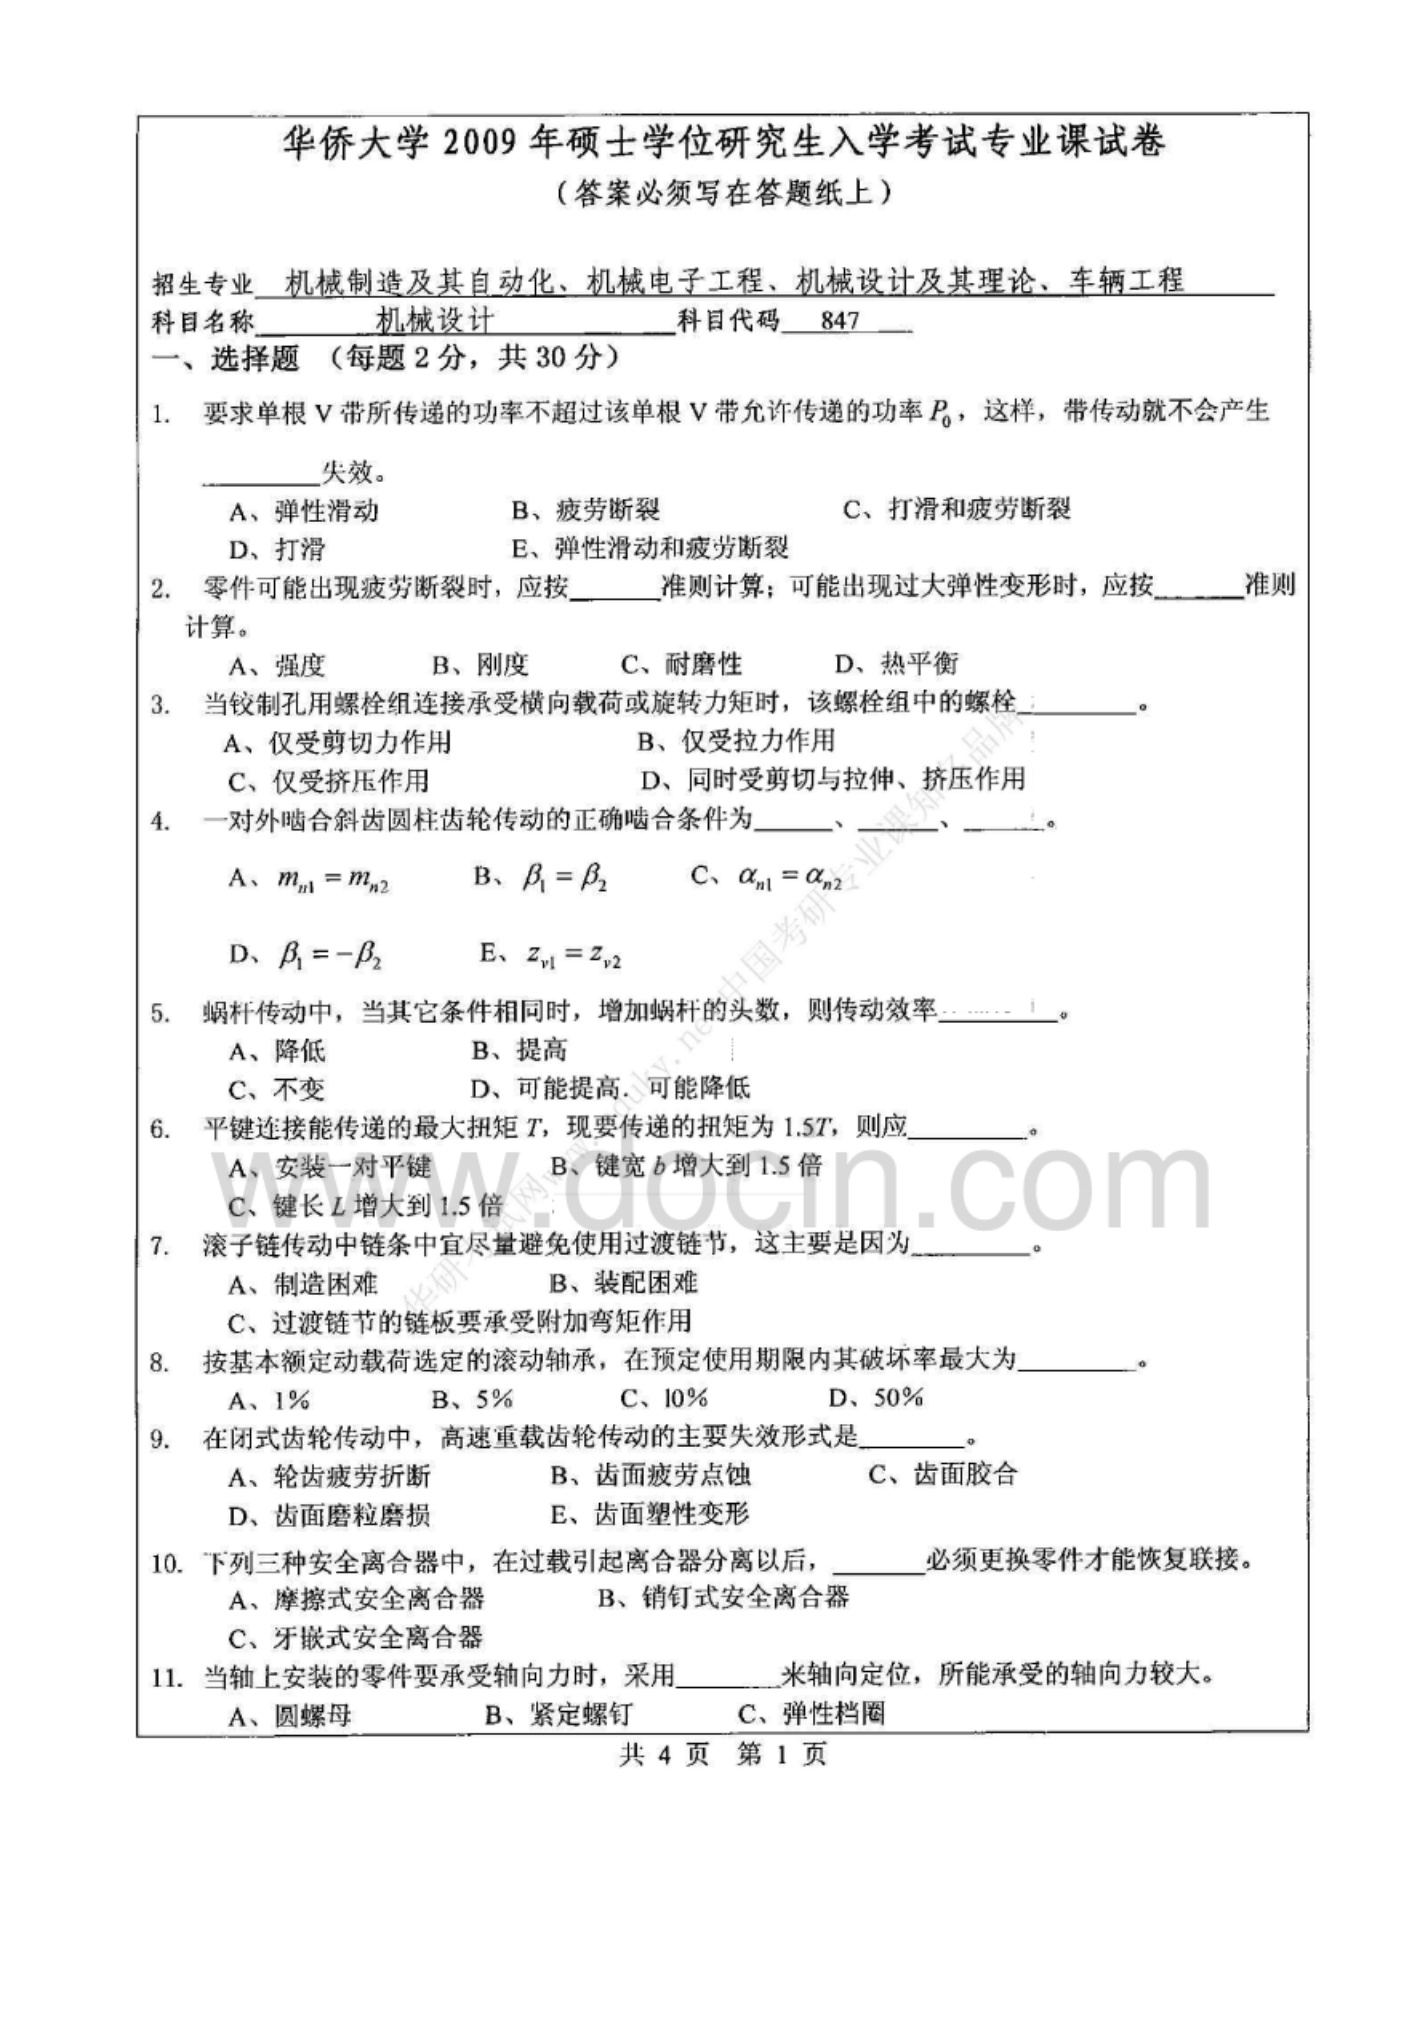 华侨大学 2009 年硕士学位研究生入学考试专业课试卷
（答案必须写在答题纸上）
招生专业 机械制造及其自动化、机械电子工程、机械设计及其理论、车辆工程
科目名称 机械设计 科目代码 847
一、选择题 （每题 2 分，共 30 分）
1. 要求单根 V 带所传递的功率不超过该单根 V 带允许传递的功率 P₀，这样，带传动就不会产生
________失效。
A、弹性滑动 B、疲劳断裂 C、打滑和疲劳断裂
D、打滑 E、弹性滑动和疲劳断裂
2. 零件可能出现疲劳断裂时，应按______准则计算；可能出现过大弹性变形时，应按______准则
计算。
A、强度 B、刚度 C、耐磨性 D、热平衡
3. 当铰制孔用螺栓组连接承受横向载荷或旋转力矩时，该螺栓组中的螺栓________。
A、仅受剪切力作用 B、仅受拉力作用
C、仅受挤压作用 D、同时受剪切与拉伸、挤压作用
4. 一对外啮合斜齿圆柱齿轮传动的正确啮合条件为______、______、______。
A、mn1 = mn2 B、β1 = β2 C、αn1 = αn2
D、β1 = −β2 E、zv1 = zv2
5. 蜗杆传动中，当其它条件相同时，增加蜗杆的头数，则传动效率________。
A、降低 B、提高
C、不变 D、可能提高．可能降低
6. 平键连接能传递的最大扭矩 T，现要传递的扭矩为 1.5T，则应________。
A、安装一对平键 B、键宽 b 增大到 1.5 倍
C、键长 L 增大到 1.5 倍
7. 滚子链传动中链条中宜尽量避免使用过渡链节，这主要是因为________。
A、制造困难 B、装配困难
C、过渡链节的链板要承受附加弯矩作用
8. 按基本额定动载荷选定的滚动轴承，在预定使用期限内其破坏率最大为________。
A、1% B、5% C、10% D、50%
9. 在闭式齿轮传动中，高速重载齿轮传动的主要失效形式是________。
A、轮齿疲劳折断 B、齿面疲劳点蚀 C、齿面胶合
D、齿面磨粒磨损 E、齿面塑性变形
10. 下列三种安全离合器中，在过载引起离合器分离以后，______必须更换零件才能恢复联接。
A、摩擦式安全离合器 B、销钉式安全离合器
C、牙嵌式安全离合器
11. 当轴上安装的零件要承受轴向力时，采用______来轴向定位，所能承受的轴向力较大。
A、圆螺母 B、紧定螺钉 C、弹性档圈
共 4 页 第 1 页
www.docin.com